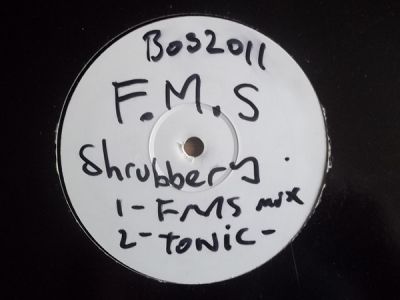 BOS2011
F.M.S
Shrubbery.
1-FMS mix
2-TONiC-